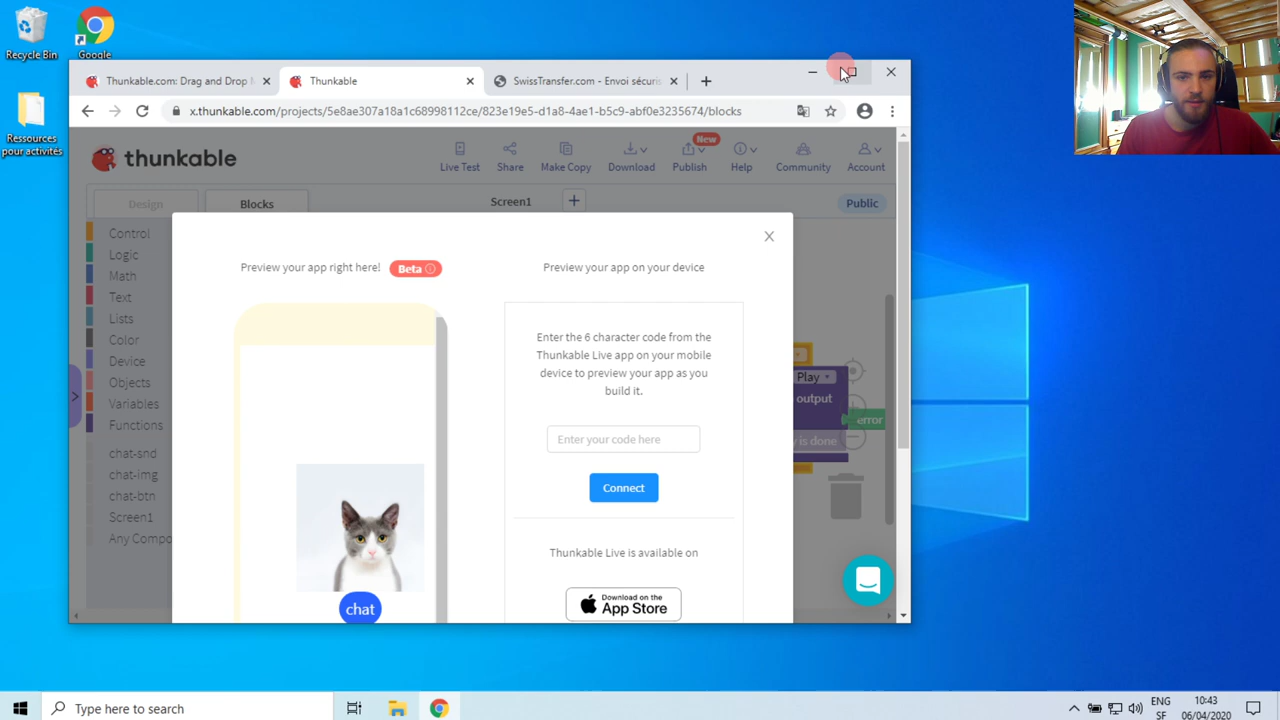 Recycle Bin
Google
Ressources
pour activités
Thunkable.com: Drag and Drop
Thunkable
SwissTransfer.com - Envoi sécuris
x.thunkable.com/projects/5e8ae307a18a1c68998112ce/823e19e5-d1a8-4ae1-b5c9-abf0e3235674/blocks
thunkable
New
Live Test
Share
Make Copy
Download
Publish
Help
Community
Account
Design
Blocks
Screen1
Public
Control
Logic
Math
Text
Lists
Color
Device
Objects
Variables
Functions
chat-snd
chat-img
chat-btn
Screen1
Any Compo
Preview your app right here!
Beta
Preview your app on your device
Enter the 6 character code from the
Thunkable Live app on your mobile
device to preview your app as you
build it.
Enter your code here
Connect
Thunkable Live is available on
Download on the
App Store
chat
Play
output
error
y is done
Type here to search
ENG
SF
10:43
06/04/2020